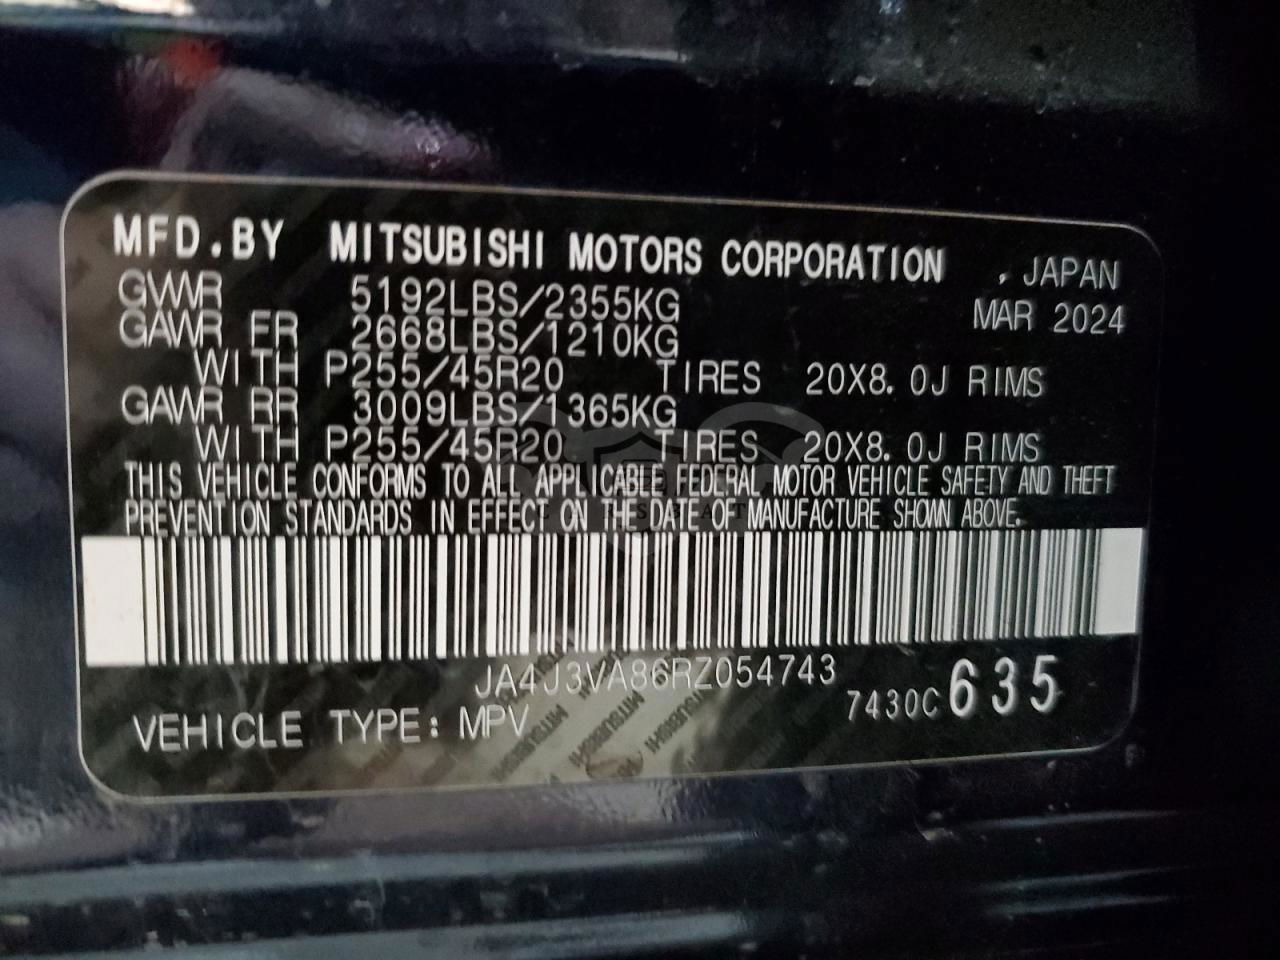 MFD.BY MITSUBISHI MOTORS CORPORATION , JAPAN
GVWR 5192LBS/2355KG MAR 2024
GAWR FR 2668LBS/1210KG
WITH P255/45R20 TIRES 20X8.0J RIMS
GAWR RR 3009LBS/1365KG
WITH P255/45R20 TIRES 20X8.0J RIMS
THIS VEHICLE CONFORMS TO ALL APPLICABLE FEDERAL MOTOR VEHICLE SAFETY AND THEFT
PREVENTION STANDARDS IN EFFECT ON THE DATE OF MANUFACTURE SHOWN ABOVE.
JA4J3VA86RZ054743
7430C 635
VEHICLE TYPE: MPV
MITSUBISHI MITSUBISHI